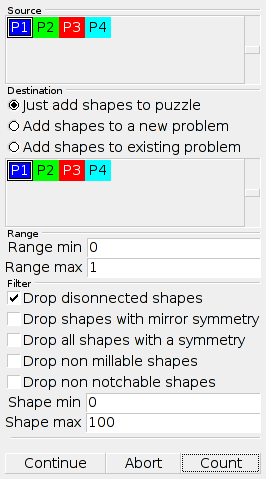 Source
P1 P2 P3 P4
Destination
Just add shapes to puzzle
Add shapes to a new problem
Add shapes to existing problem
P1 P2 P3 P4
Range
Range min 0
Range max 1
Filter
Drop disonnected shapes
Drop shapes with mirror symmetry
Drop all shapes with a symmetry
Drop non millable shapes
Drop non notchable shapes
Shape min 0
Shape max 100
Continue Abort Count